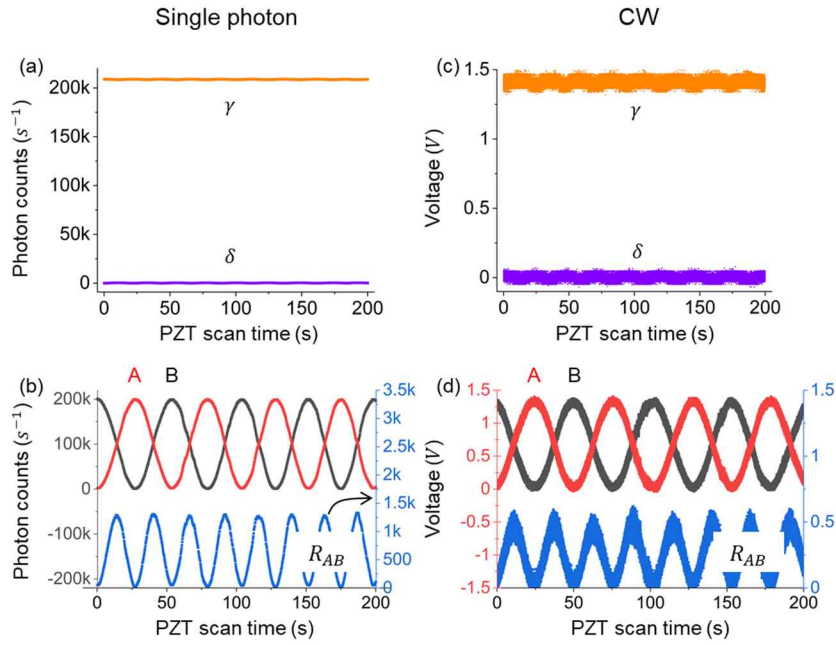 Single photon
CW
(a)
200k
150k
100k
50k
0
Photon counts (s⁻¹)
γ
δ
0 50 100 150 200
PZT scan time (s)
(c)
1.5
1
0.5
0
Voltage (V)
γ
δ
0 50 100 150 200
PZT scan time (s)
A B
(b)
200k
100k
0
-100k
-200k
Photon counts (s⁻¹)
3.5k
3k
2.5k
2k
1.5k
1k
500
0
R_AB
0 50 100 150 200
PZT scan time (s)
A B
(d)
1.5
1
0.5
0
-0.5
-1
-1.5
Voltage (V)
1.5
1
0.5
0
R_AB
0 50 100 150 200
PZT scan time (s)